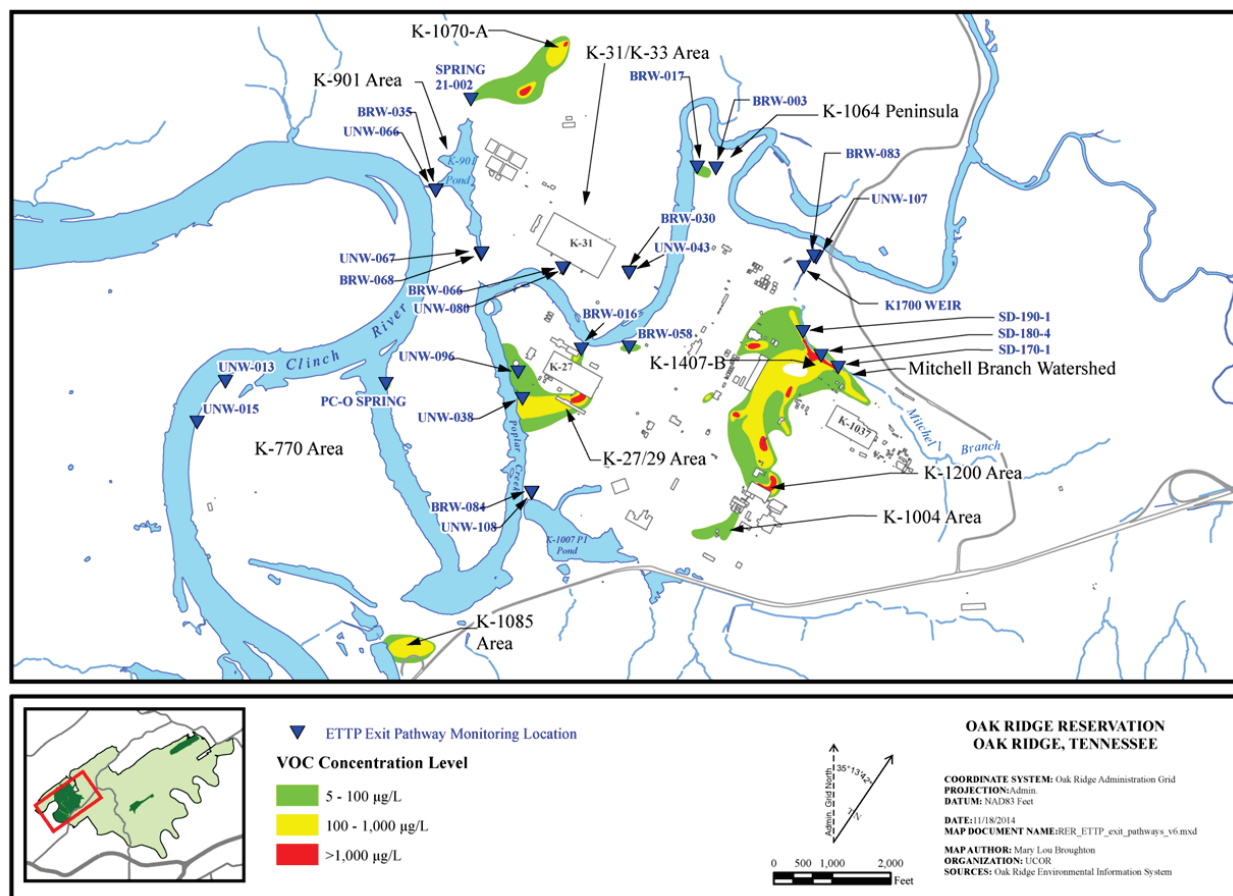 K-1070-A
K-31/K-33 Area
SPRING
21-002
K-901 Area
BRW-017
BRW-003
BRW-035
K-1064 Peninsula
UNW-066
K-901
Pond
BRW-083
UNW-107
BRW-030
K-31
UNW-043
UNW-067
BRW-068
BRW-066
UNW-080
K1700 WEIR
Clinch River
BRW-016
BRW-058
SD-190-1
SD-180-4
SD-170-1
K-1407-B
Mitchell Branch Watershed
UNW-096
K-27
UNW-013
PC-O SPRING
UNW-038
UNW-015
K-770 Area
Poplar Creek
K-1037
Mitchell Branch
K-27/29 Area
K-1200 Area
BRW-084
UNW-108
K-1004 Area
K-1007 P1
Pond
K-1085
Area
ETTP Exit Pathway Monitoring Location
VOC Concentration Level
5 - 100 µg/L
100 - 1,000 µg/L
>1,000 µg/L
Admin. Grid North
35°13'42"
N
0 500 1,000 2,000
Feet
OAK RIDGE RESERVATION
OAK RIDGE, TENNESSEE
COORDINATE SYSTEM: Oak Ridge Administration Grid
PROJECTION:Admin.
DATUM: NAD83 Feet
DATE:11/18/2014
MAP DOCUMENT NAME:RER_ETTP_exit_pathways_v6.mxd
MAP AUTHOR: Mary Lou Broughton
ORGANIZATION: UCOR
SOURCES: Oak Ridge Environmental Information System